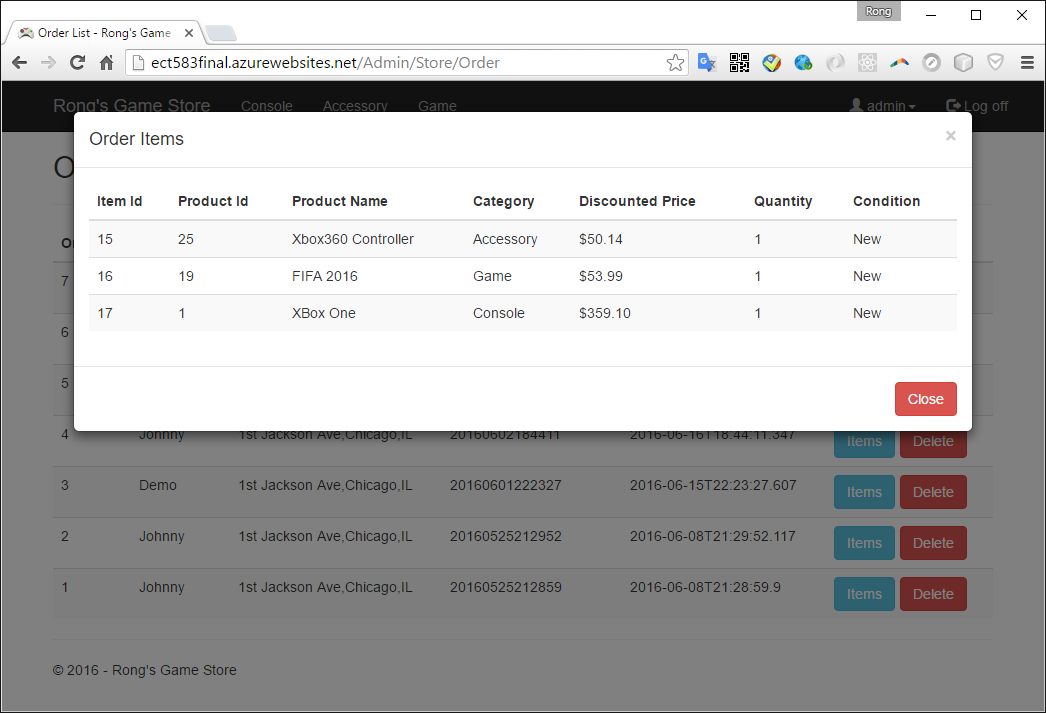 Rong
Order List - Rong's Game
ect583final.azurewebsites.net/Admin/Store/Order
Rong's Game Store Console Accessory Game admin Log off
Order Items ×
Item Id Product Id Product Name Category Discounted Price Quantity Condition
15 25 Xbox360 Controller Accessory $50.14 1 New
16 19 FIFA 2016 Game $53.99 1 New
17 1 XBox One Console $359.10 1 New
7
6
5
Close
4 Johnny 1st Jackson Ave,Chicago,IL 20160602184411 2016-06-16T18:44:11.347 Items Delete
3 Demo 1st Jackson Ave,Chicago,IL 20160601222327 2016-06-15T22:23:27.607 Items Delete
2 Johnny 1st Jackson Ave,Chicago,IL 20160525212952 2016-06-08T21:29:52.117 Items Delete
1 Johnny 1st Jackson Ave,Chicago,IL 20160525212859 2016-06-08T21:28:59.9 Items Delete
© 2016 - Rong's Game Store